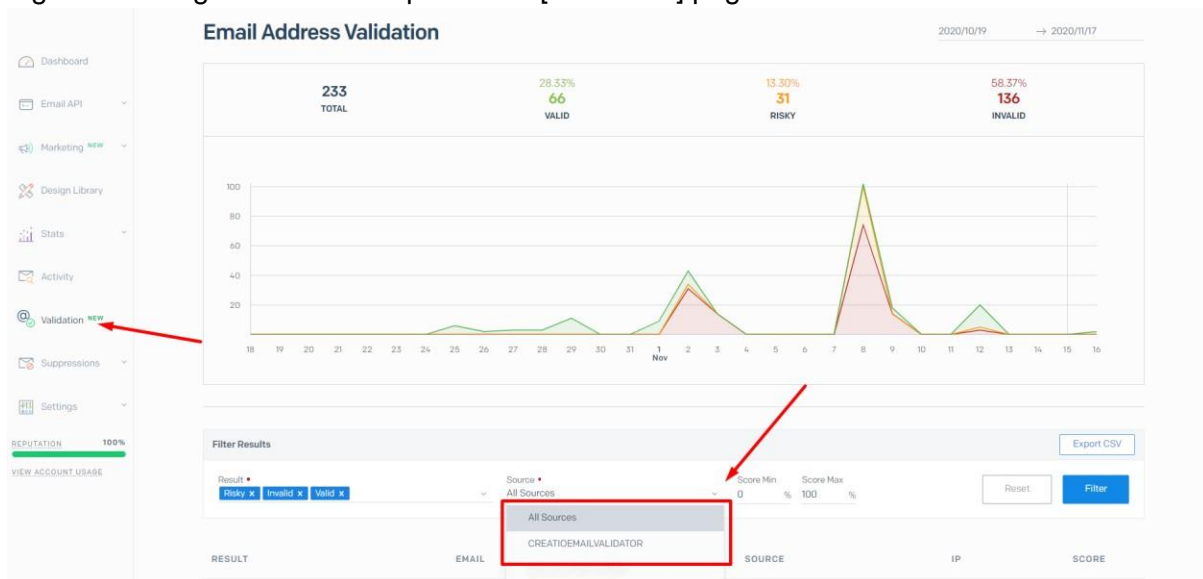 Email Address Validation
2020/10/19 → 2020/11/17
Dashboard
Email API
Marketing NEW
Design Library
Stats
Activity
Validation NEW
Suppressions
Settings
REPUTATION 100%
VIEW ACCOUNT USAGE
233
TOTAL
28.33%
66
VALID
13.30%
31
RISKY
58.37%
136
INVALID
100
80
60
40
20
18 19 20 21 22 23 24 25 26 27 28 29 30 31 1 2 3 4 5 6 7 8 9 10 11 12 13 14 15 16
Nov
Filter Results
Export CSV
Result •
Risky x Invalid x Valid x
Source •
All Sources
Score Min
0 %
Score Max
100 %
Reset
Filter
All Sources
CREATIOEMAILVALIDATOR
RESULT EMAIL SOURCE IP SCORE